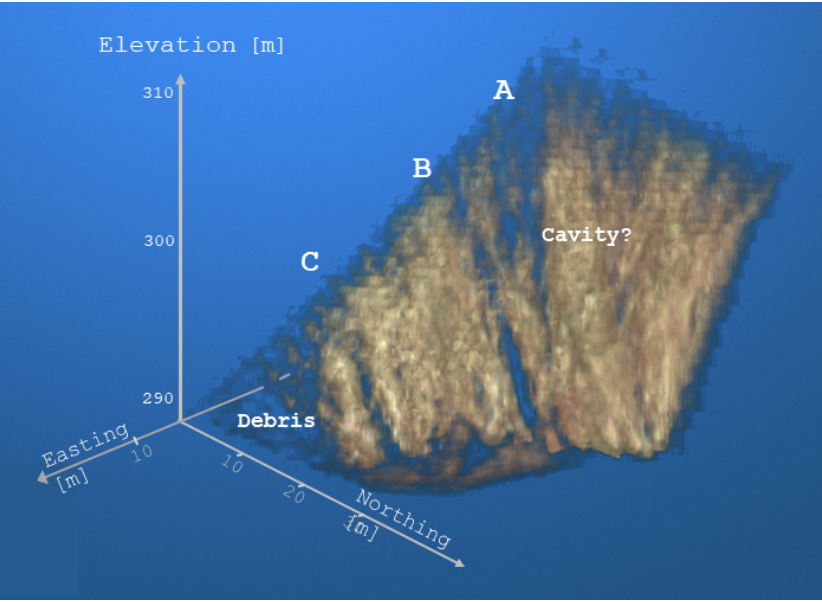 Elevation [m]
310
A
B
300
Cavity?
C
290
Debris
Easting
[m]
10
10
20
Northing
[m]